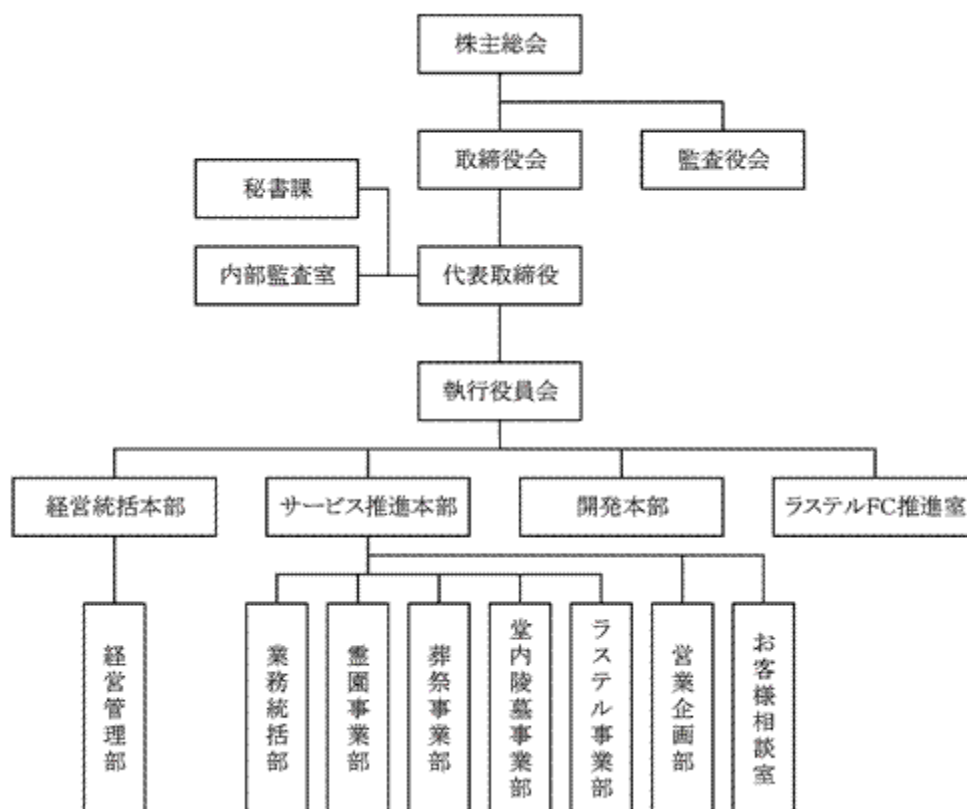 株主総会
取締役会
監査役会
秘書課
内部監査室
代表取締役
執行役員会
経営統括本部
サービス推進本部
開発本部
ラステルFC推進室
経営管理部
業務統括部
霊園事業部
葬祭事業部
堂内陵墓事業部
ラステル事業部
営業企画部
お客様相談室